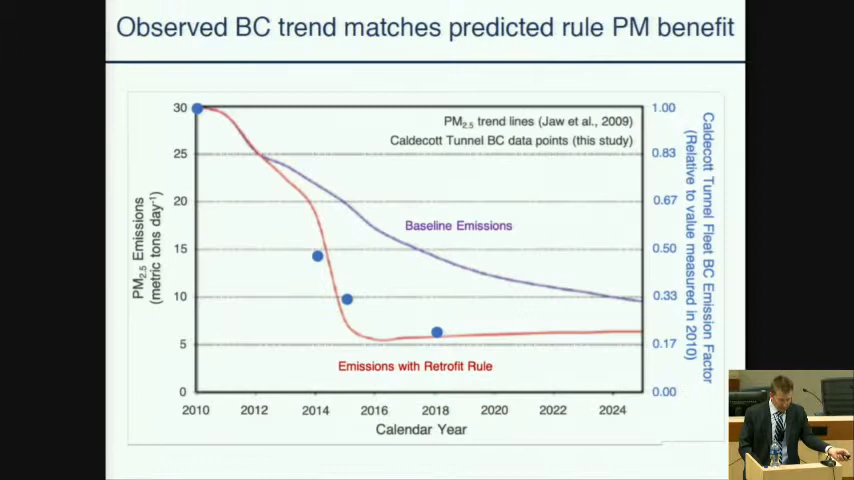 Observed BC trend matches predicted rule PM benefit
PM2.5 trend lines (Jaw et al., 2009)
Caldecott Tunnel BC data points (this study)
Baseline Emissions
Emissions with Retrofit Rule
PM2.5 Emissions
(metric tons day-1)
30
25
20
15
10
5
0
1.00
0.83
0.67
0.50
0.33
0.17
0.00
Caldecott Tunnel Fleet BC Emission Factor
(Relative to value measured in 2010)
2010 2012 2014 2016 2018 2020 2022 2024
Calendar Year